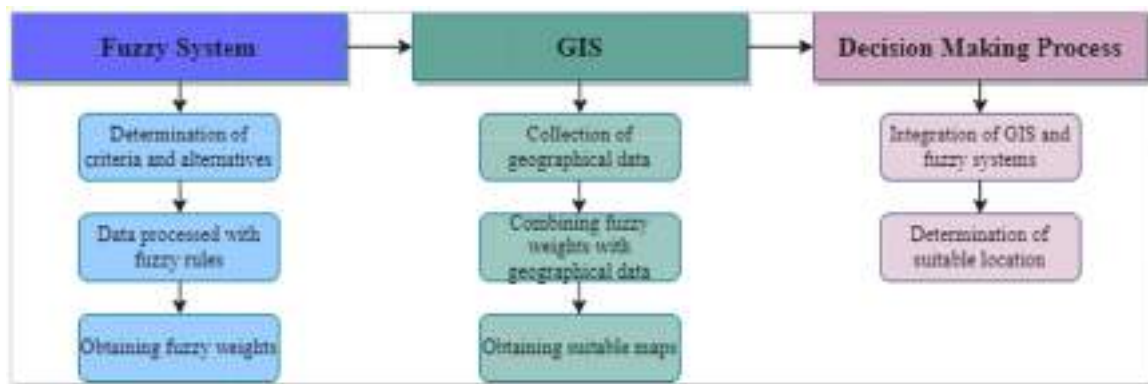 Fuzzy System
GIS
Decision Making Process
Determination of
criteria and alternatives
Data processed with
fuzzy rules
Obtaining fuzzy weights
Collection of
geographical data
Combining fuzzy
weights with
geographical data
Obtaining suitable maps
Integration of GIS and
fuzzy systems
Determination of
suitable location